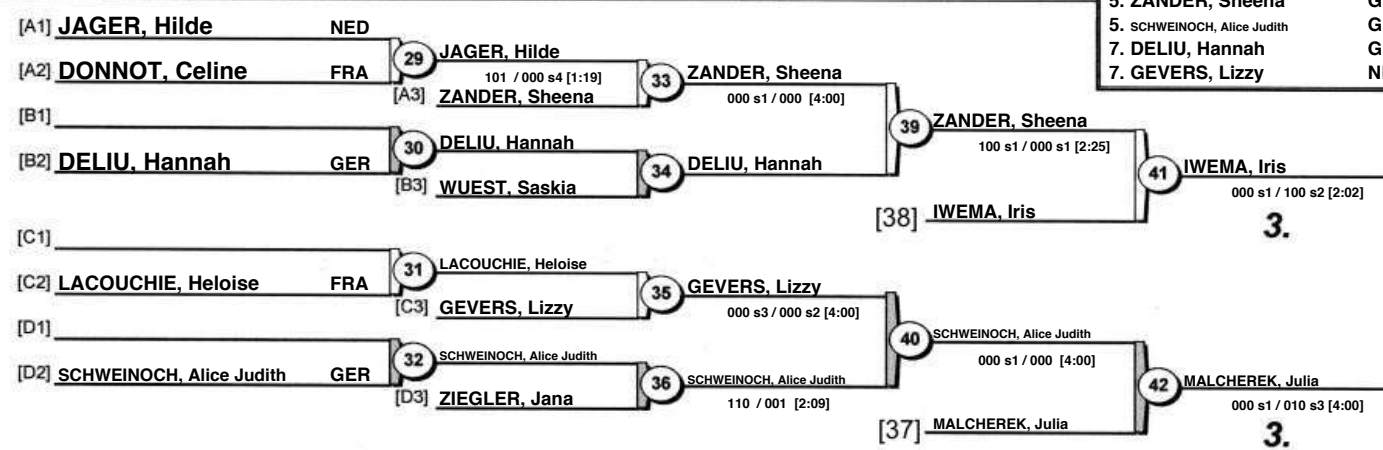 5. ZANDER, Sheena G
5. SCHWEINOCH, Alice Judith G
7. DELIU, Hannah G
7. GEVERS, Lizzy
[A1] JAGER, Hilde NED
[A2] DONNOT, Celine FRA
29
JAGER, Hilde
101 / 000 s4 [1:19]
[A3] ZANDER, Sheena
33
ZANDER, Sheena
000 s1 / 000 [4:00]
[B1]
[B2] DELIU, Hannah GER
30
DELIU, Hannah
[B3] WUEST, Saskia
34
DELIU, Hannah
39
ZANDER, Sheena
100 s1 / 000 s1 [2:25]
[38] IWEMA, Iris
41
IWEMA, Iris
000 s1 / 100 s2 [2:02]
3.
[C1]
[C2] LACOUCHIE, Heloise FRA
31
LACOUCHIE, Heloise
[C3] GEVERS, Lizzy
35
GEVERS, Lizzy
000 s3 / 000 s2 [4:00]
[D1]
[D2] SCHWEINOCH, Alice Judith GER
32
SCHWEINOCH, Alice Judith
[D3] ZIEGLER, Jana
36
SCHWEINOCH, Alice Judith
110 / 001 [2:09]
40
SCHWEINOCH, Alice Judith
000 s1 / 000 [4:00]
[37] MALCHEREK, Julia
42
MALCHEREK, Julia
000 s1 / 010 s3 [4:00]
3.